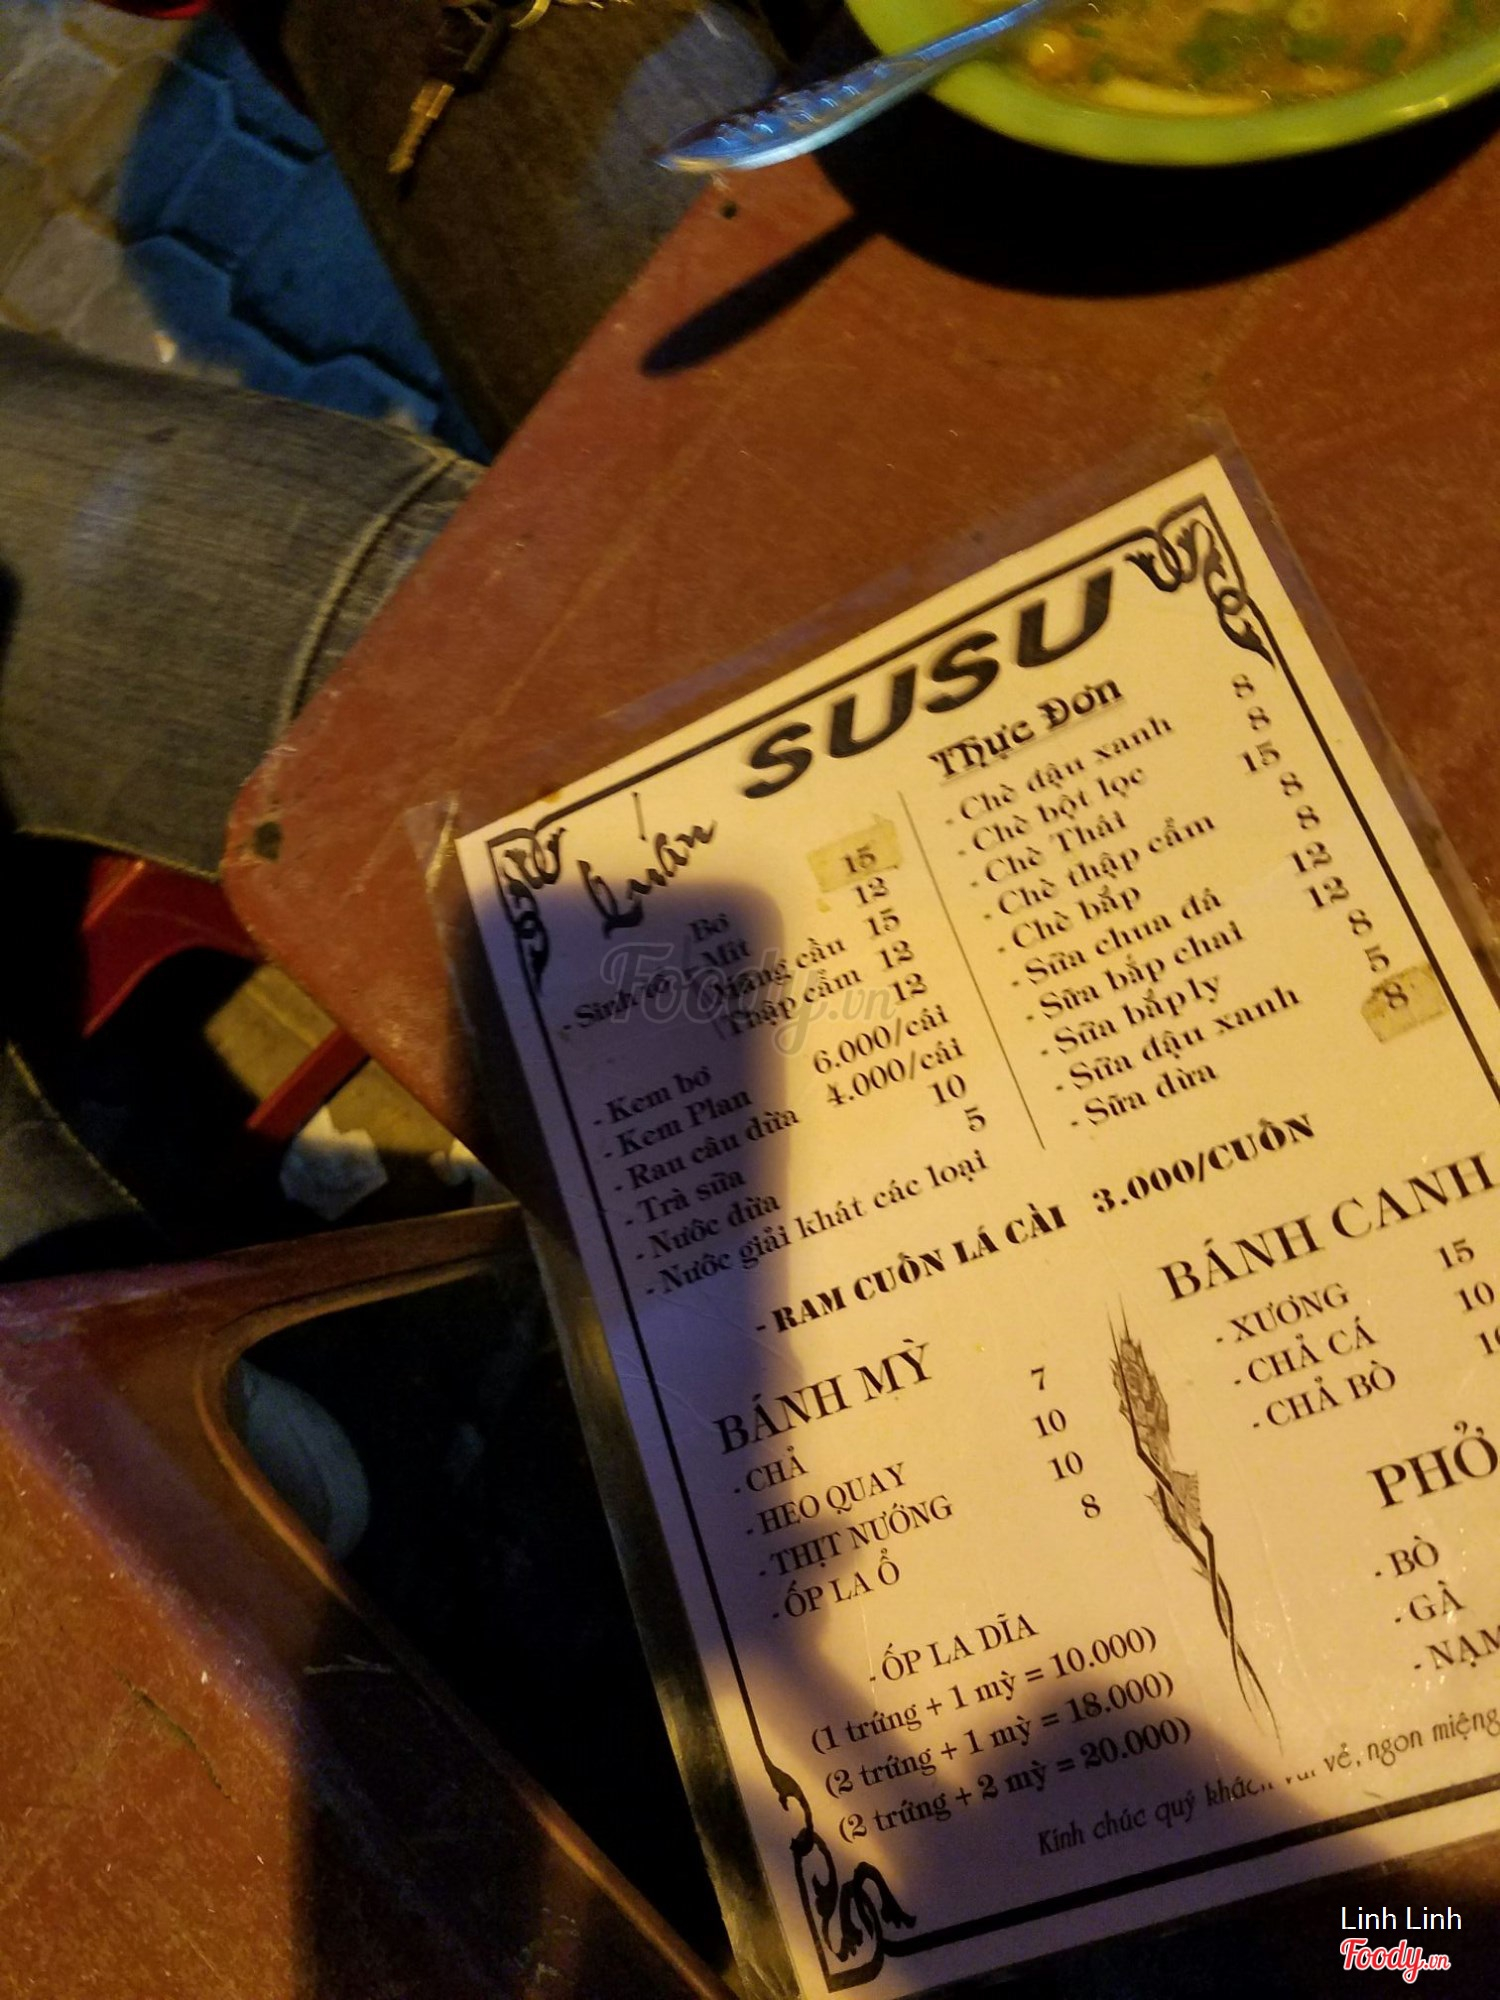 Quán SUSU
Thực Đơn
- Sinh tố
Bơ 15
Mít 12
Mãng cầu 15
Thập cẩm 12
12
- Kem bơ 6.000/cái
- Kem Plan 4.000/cái
- Rau câu dừa 10
- Trà sữa 5
- Nước dừa
- Nước giải khát các loại
- Chè đậu xanh 8
- Chè bột lọc 8
- Chè Thái 15
- Chè thập cẩm 8
- Chè bắp 8
- Sữa chua đá 12
- Sữa bắp chai 12
- Sữa bắp ly 8
- Sữa đậu xanh 5
- Sữa dừa 8
- RAM CUỐN LÁ CẢI 3.000/CUỐN
BÁNH MỲ
- CHẢ 7
- HEO QUAY 10
- THỊT NƯỚNG 10
- ỐP LA Ổ 8
- ỐP LA DĨA
(1 trứng + 1 mỳ = 10.000)
(2 trứng + 1 mỳ = 18.000)
(2 trứng + 2 mỳ = 20.000)
BÁNH CANH
- XƯƠNG 15
- CHẢ CÁ 10
- CHẢ BÒ
PHỞ
- BÒ
- GÀ
- NẠM
Kính chúc quý khách vui vẻ, ngon miệng
Foody.vn
Linh Linh
Foody.vn